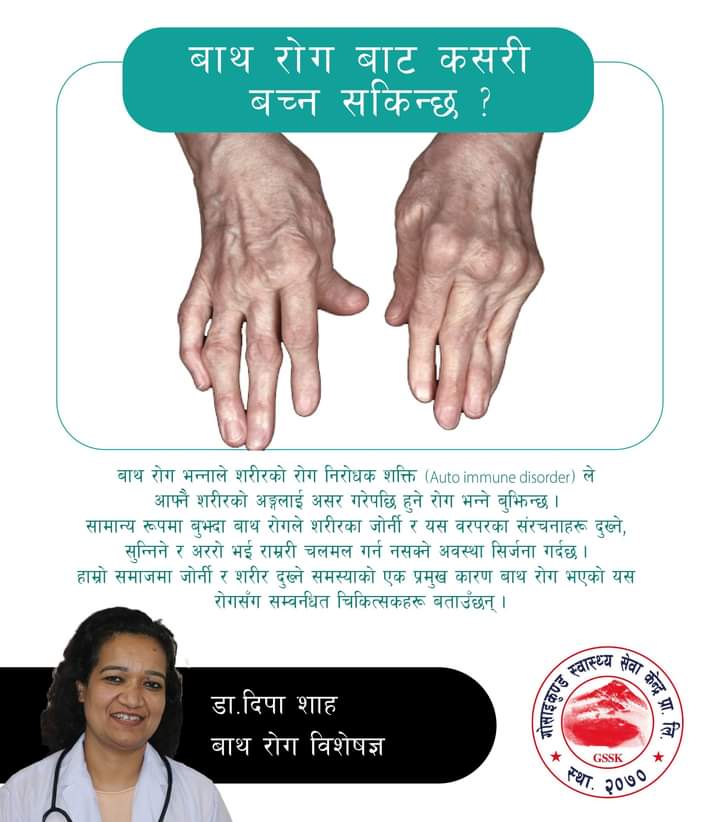 बाथ रोग बाट कसरी
बच्न सकिन्छ ?
बाथ रोग भन्नाले शरीरको रोग निरोधक शक्ति (Auto immune disorder) ले
आफ्नै शरीरको अङ्गलाई असर गरेपछि हुने रोग भन्ने बुझिन्छ ।
सामान्य रूपमा बुझ्दा बाथ रोगले शरीरका जोर्नी र यस वरपरका संरचनाहरू दुख्ने,
सुन्निने र अररो भई राम्ररी चलमल गर्न नसक्ने अवस्था सिर्जना गर्दछ ।
हाम्रो समाजमा जोर्नी र शरीर दुख्ने समस्याको एक प्रमुख कारण बाथ रोग भएको यस
रोगसँग सम्वनधित चिकित्सकहरू बताउँछन् ।
डा.दिपा शाह
बाथ रोग विशेषज्ञ
गोसाइकुण्ड स्वास्थ्य सेवा केन्द्र प्रा. लि.
GSSK
स्था. २०७०